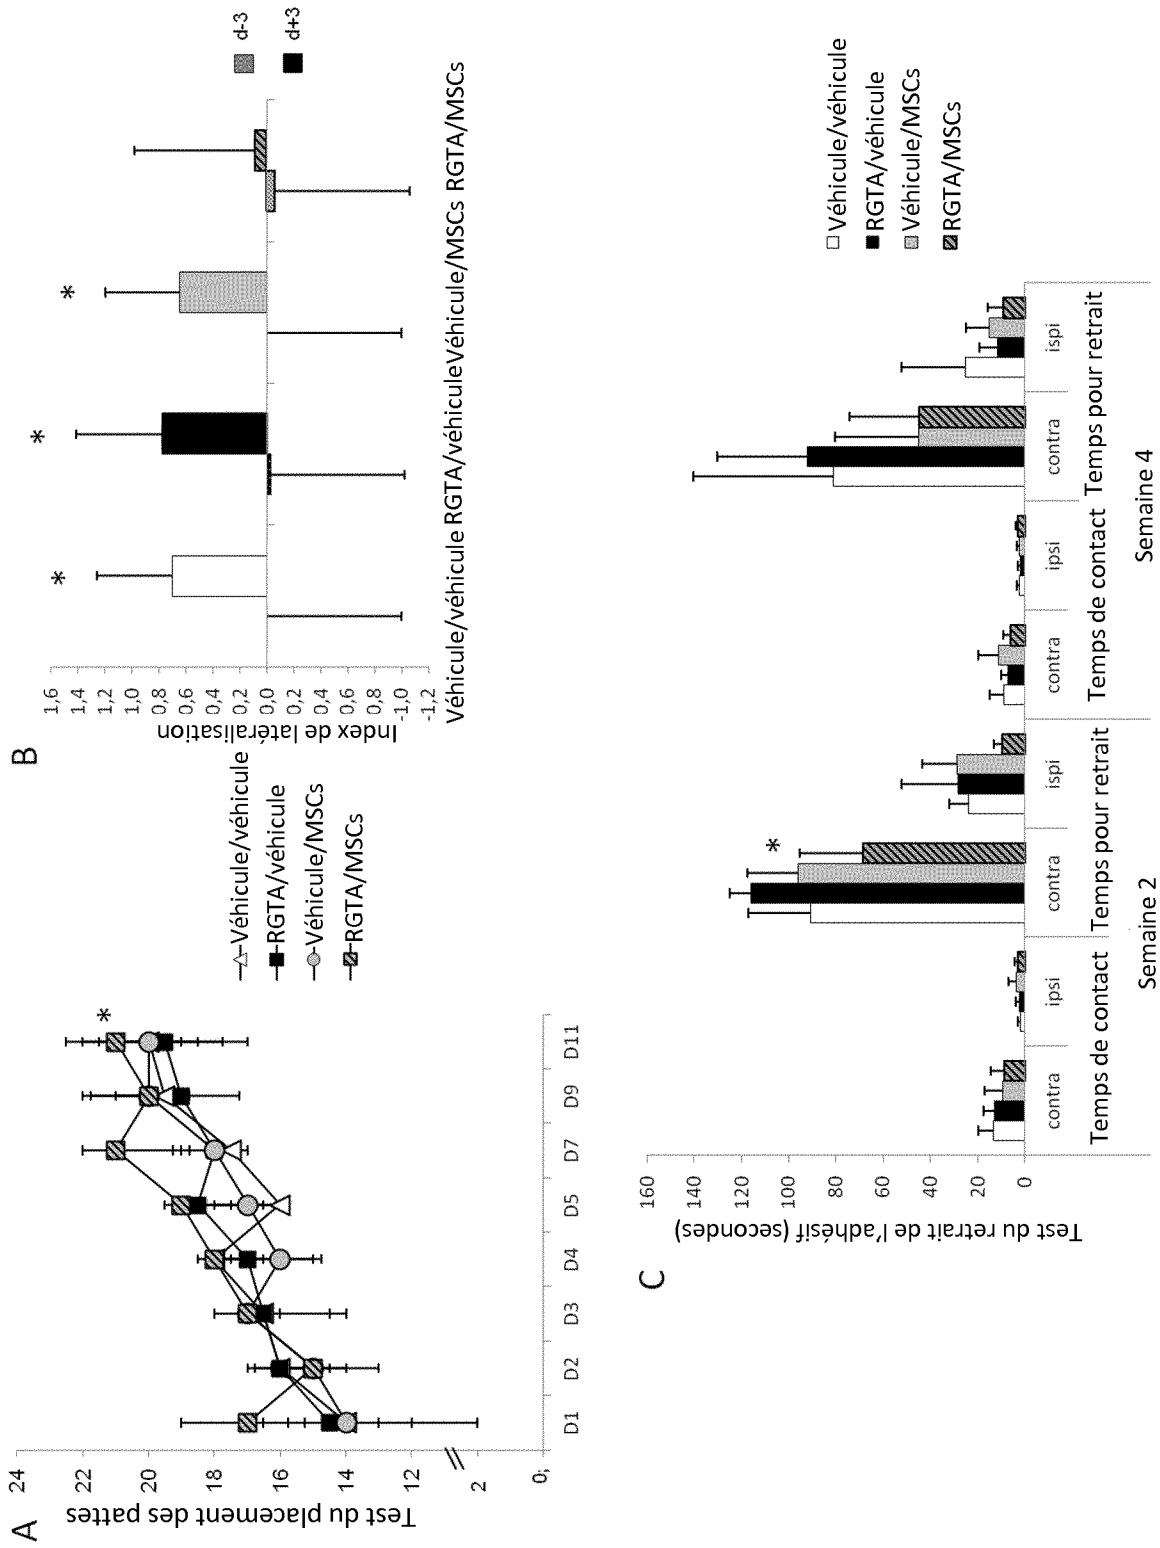 A
Test du placement des pattes
24
20
16
12
2
0;
D1
D2
D3
D4
D5
D7
D9
D11
*
Véhicule/véhicule
RGTA/véhicule
Véhicule/MSCs
RGTA/MSCs
B
Index de latéralisation
1,6
1,4
1,2
1,0
0,8
0,6
0,4
0,2
0,0
-0,2
-0,4
-0,6
-0,8
-1,0
-1,2
*
*
*
Véhicule/véhicule RGTA/véhicule Véhicule/MSCs RGTA/MSCs
d-3
d+3
C
Test du retrait de l'adhésif (secondes)
160
140
120
100
80
60
40
20
0
*
contra ipsi contra ispi contra ipsi contra ispi
Temps de contact Temps pour retrait Temps de contact Temps pour retrait
Semaine 2 Semaine 4
Véhicule/véhicule
RGTA/véhicule
Véhicule/MSCs
RGTA/MSCs